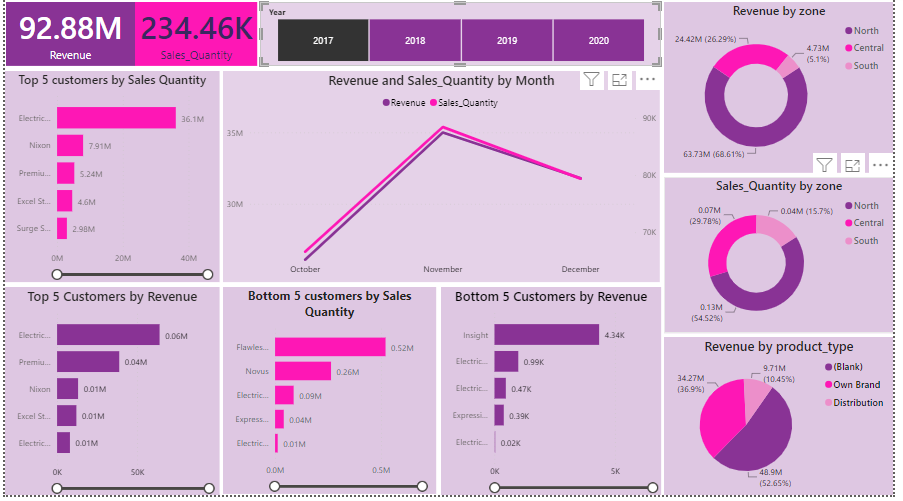 92.88M
Revenue
234.46K
Sales_Quantity
Year
2017
2018
2019
2020
Revenue by zone
24.42M (26.29%)
4.73M
(5.1%)
63.73M (68.61%)
North
Central
South
Top 5 customers by Sales Quantity
Electric...
36.1M
Nixon
7.91M
Premiu...
5.24M
Excel St...
4.6M
Surge S...
2.98M
0M
20M
40M
Revenue and Sales_Quantity by Month
Revenue
Sales_Quantity
35M
30M
90K
80K
70K
October
November
December
Sales_Quantity by zone
0.07M
(29.78%)
0.04M (15.7%)
0.13M
(54.52%)
North
Central
South
Top 5 Customers by Revenue
Electric...
0.06M
Premiu...
0.04M
Nixon
0.01M
Excel St...
0.01M
Electric...
0.01M
0K
50K
Bottom 5 customers by Sales
Quantity
Flawles...
0.52M
Novus
0.26M
Electric...
0.09M
Express...
0.04M
Electric...
0.01M
0.0M
0.5M
Bottom 5 Customers by Revenue
Insight
4.34K
Electric...
0.99K
Electric...
0.47K
Expressi...
0.39K
Electric...
0.02K
0K
5K
Revenue by product_type
34.27M
(36.9%)
9.71M
(10.45%)
48.9M
(52.65%)
(Blank)
Own Brand
Distribution